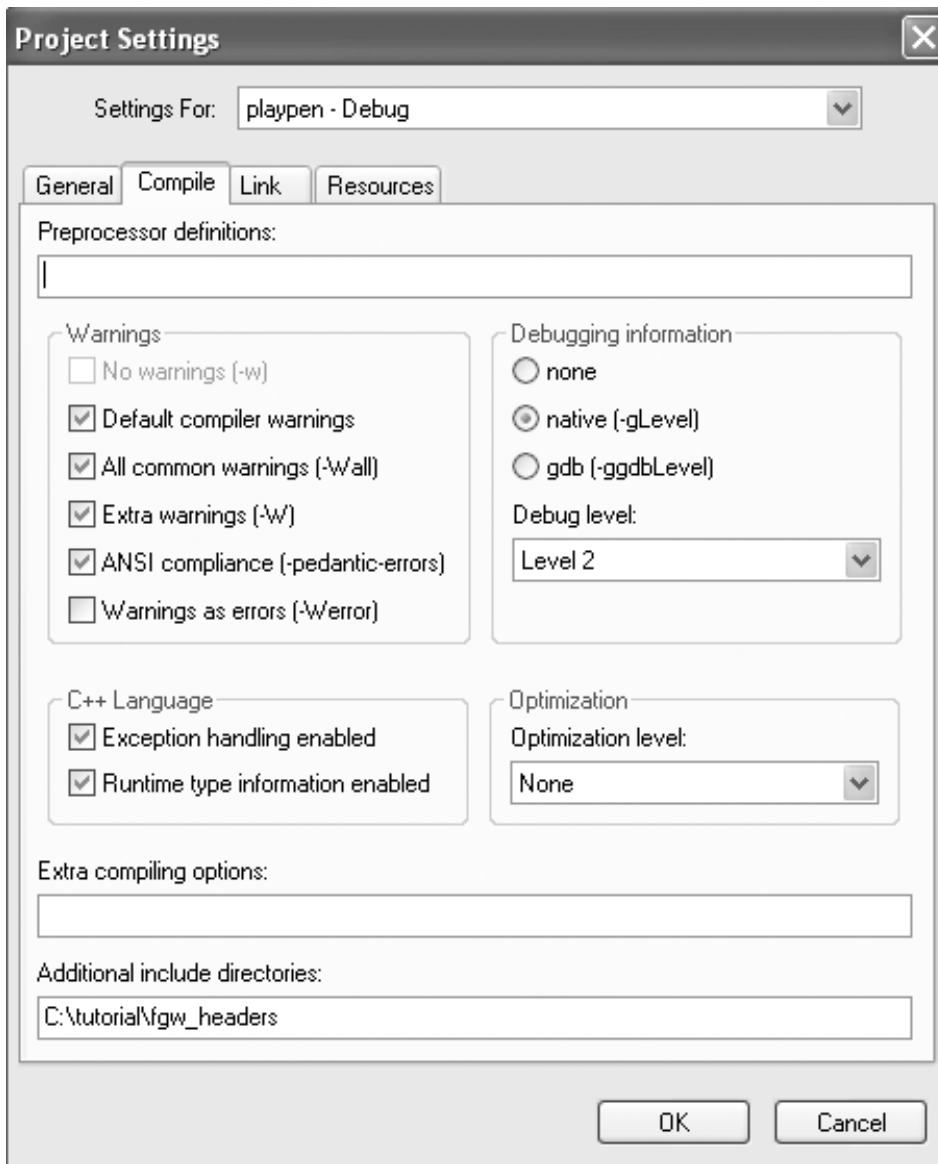 Project Settings
Settings For: playpen - Debug
General Compile Link Resources
Preprocessor definitions:
Warnings
No warnings (-w)
Default compiler warnings
All common warnings (-Wall)
Extra warnings (-W)
ANSI compliance (-pedantic-errors)
Warnings as errors (-Werror)
Debugging information
none
native (-gLevel)
gdb (-ggdbLevel)
Debug level:
Level 2
C++ Language
Exception handling enabled
Runtime type information enabled
Optimization
Optimization level:
None
Extra compiling options:
Additional include directories:
C:\tutorial\fgw_headers
OK Cancel